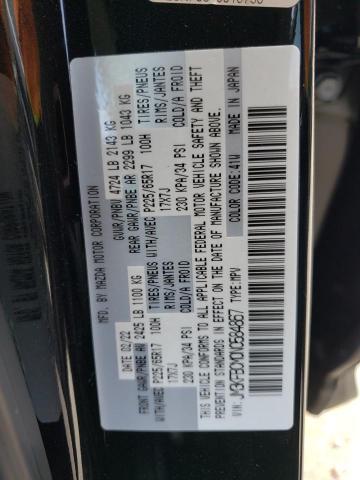 MFD. BY MAZDA MOTOR CORPORATION
DATE 02/22 GVWR/PNBV 4724 LB 2143 KG
FRONT GAWR/PNBE AV 2425 LB 1100 KG REAR GAWR/PNBE AR 2299 LB 1043 KG
WITH/AVEC P225/65R17 100H TIRES/PNEUS WITH/AVEC P225/65R17 100H TIRES/PNEUS
17X7J RIMS/JANTES 17X7J RIMS/JANTES
230 KPA/34 PSI COLD/A FROID 230 KPA/34 PSI COLD/A FROID
THIS VEHICLE CONFORMS TO ALL APPLICABLE FEDERAL MOTOR VEHICLE SAFETY AND THEFT
PREVENTION STANDARDS IN EFFECT ON THE DATE OF MANUFACTURE SHOWN ABOVE.
VIN: TYPE:MPV 41W MADE IN JAPAN